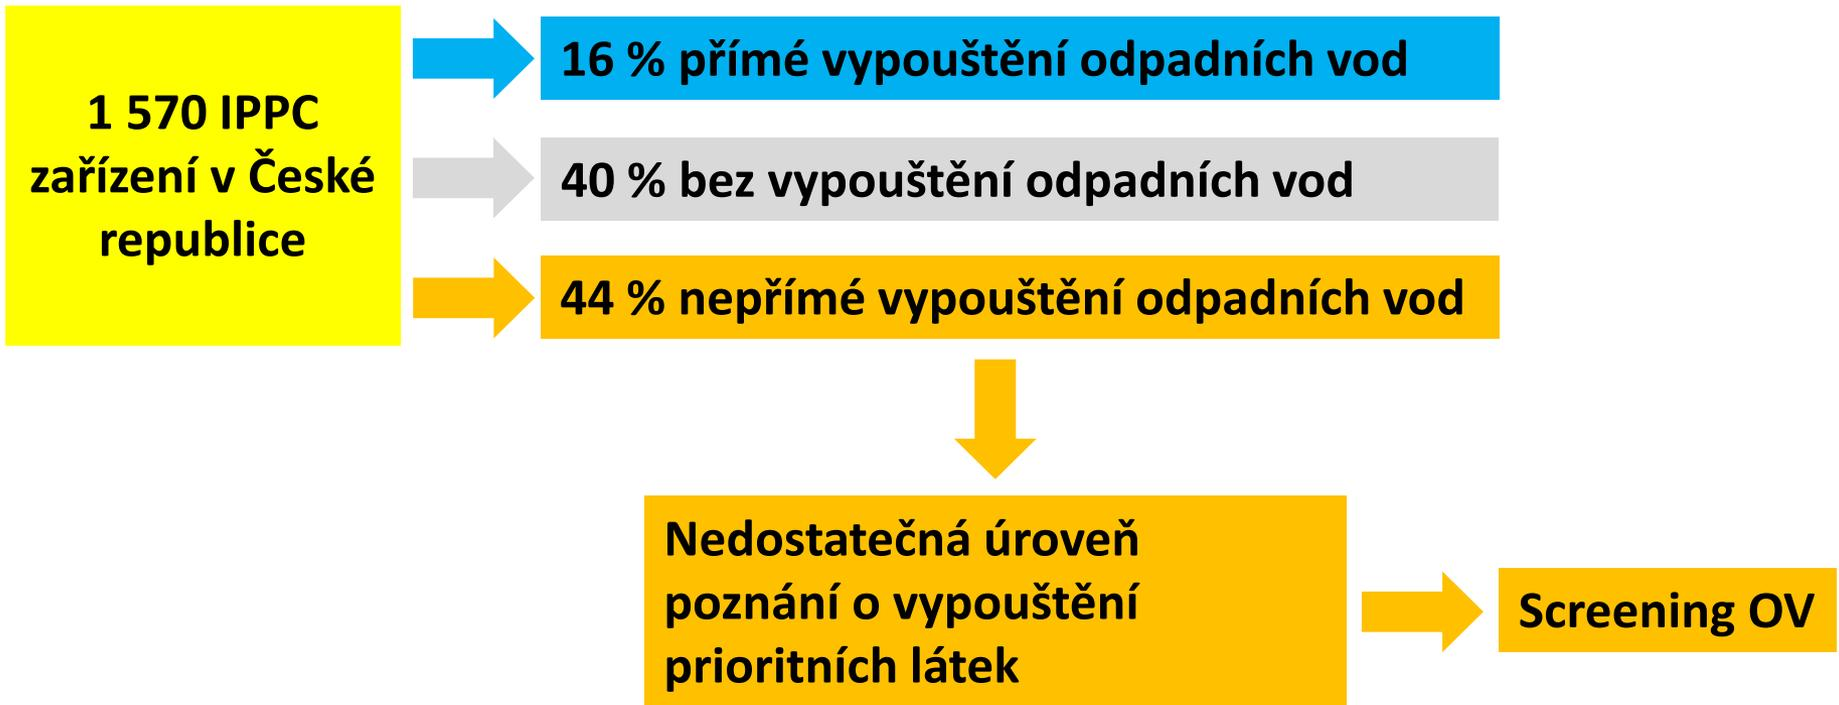 1 570 IPPC
zařízení v České
republice
16 % přímé vypouštění odpadních vod
40 % bez vypouštění odpadních vod
44 % nepřímé vypouštění odpadních vod
Nedostatečná úroveň
poznání o vypouštění
prioritních látek
Screening OV